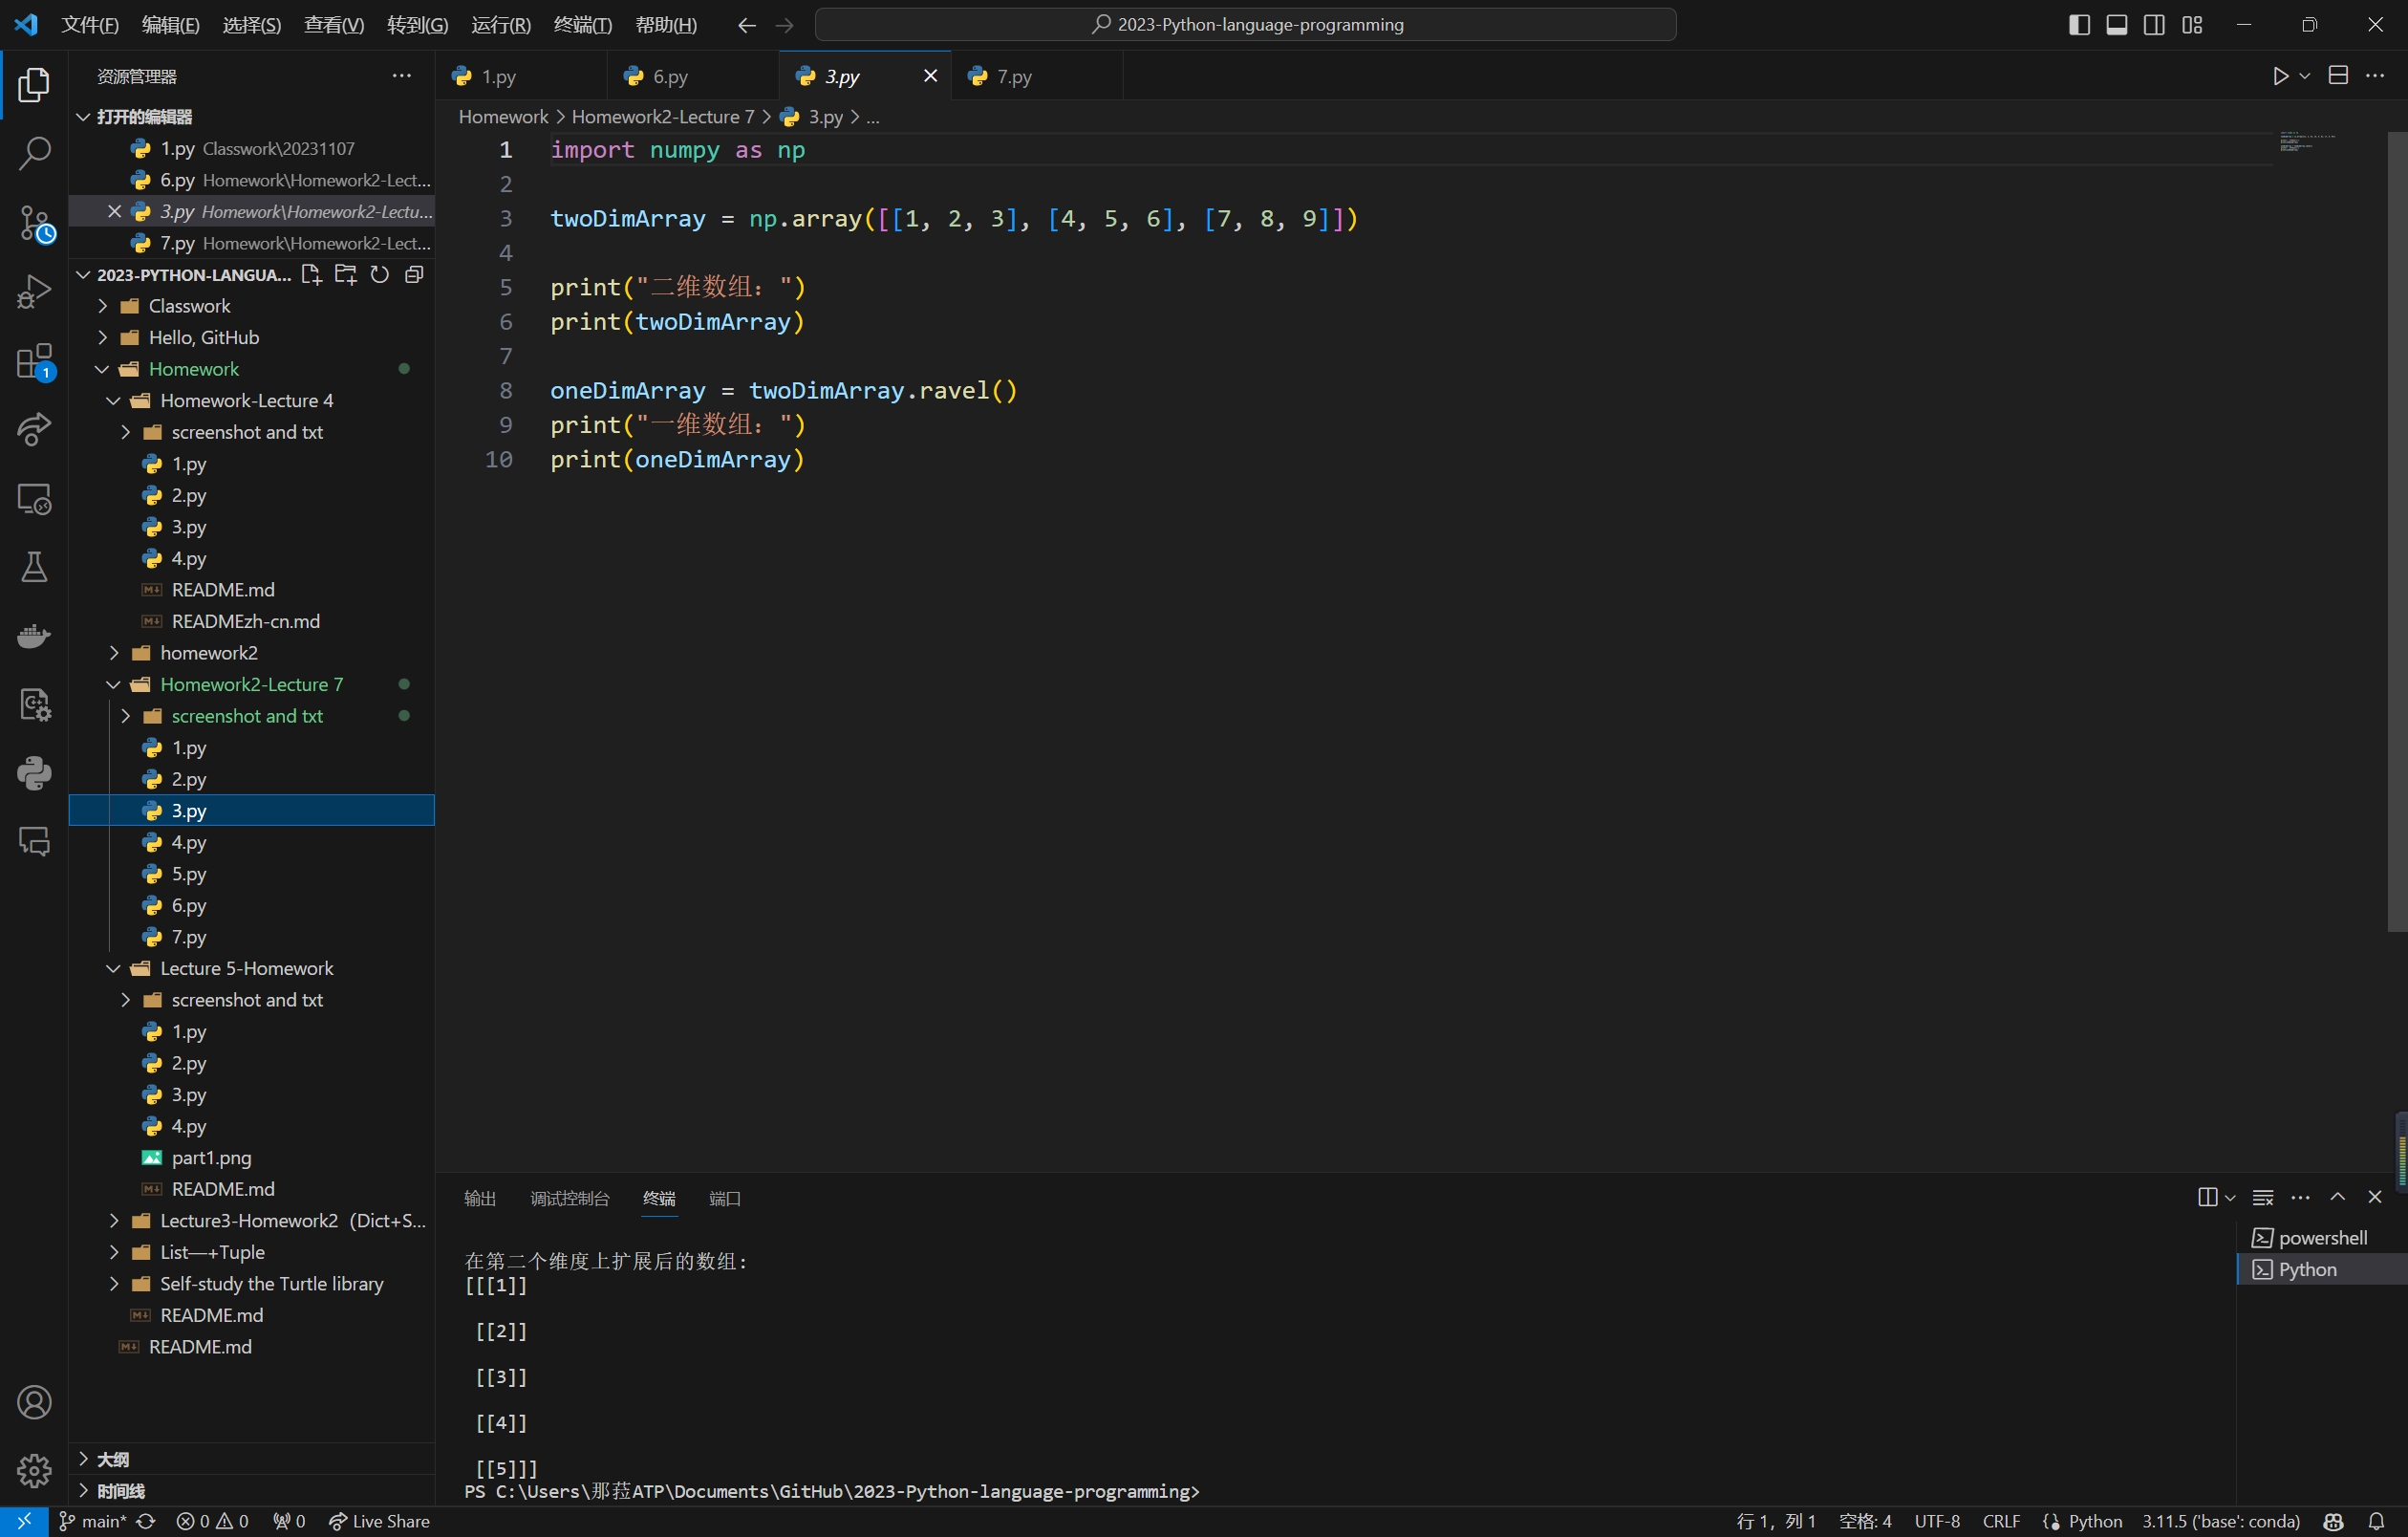 文件(F) 编辑(E) 选择(S) 查看(V) 转到(G) 运行(R) 终端(T) 帮助(H) 2023-Python-language-programming
资源管理器
打开的编辑器
1.py Classwork\20231107
6.py Homework\Homework2-Lect...
3.py Homework\Homework2-Lectu...
7.py Homework\Homework2-Lect...
2023-PYTHON-LANGUA...
Classwork
Hello, GitHub
Homework
Homework-Lecture 4
screenshot and txt
1.py
2.py
3.py
4.py
README.md
READMEzh-cn.md
homework2
Homework2-Lecture 7
screenshot and txt
1.py
2.py
3.py
4.py
5.py
6.py
7.py
Lecture 5-Homework
screenshot and txt
1.py
2.py
3.py
4.py
part1.png
README.md
Lecture3-Homework2（Dict+S...
List—+Tuple
Self-study the Turtle library
README.md
README.md
大纲
时间线
1
1.py 6.py 3.py 7.py
Homework > Homework2-Lecture 7 > 3.py > ...
1 import numpy as np
2
3 twoDimArray = np.array([[1, 2, 3], [4, 5, 6], [7, 8, 9]])
4
5 print("二维数组：")
6 print(twoDimArray)
7
8 oneDimArray = twoDimArray.ravel()
9 print("一维数组：")
10 print(oneDimArray)
输出 调试控制台 终端 端口
在第二个维度上扩展后的数组：
[[[1]]
[[2]]
[[3]]
[[4]]
[[5]]]
PS C:\Users\那菈ATP\Documents\GitHub\2023-Python-language-programming>
powershell
Python
main* 0 0 0 Live Share 行 1，列 1 空格: 4 UTF-8 CRLF Python 3.11.5 ('base': conda)